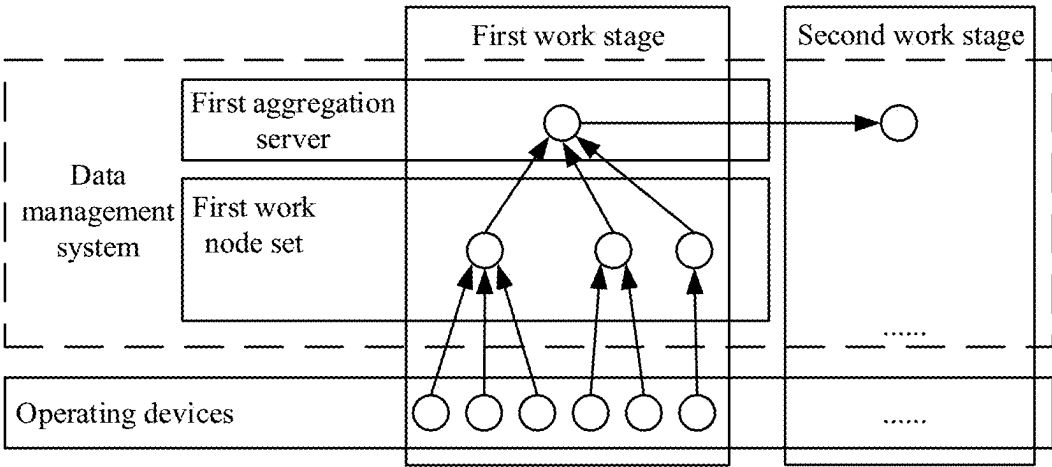 First work stage
Second work stage
First aggregation
server
Data
management
system
First work
node set
......
Operating devices
......